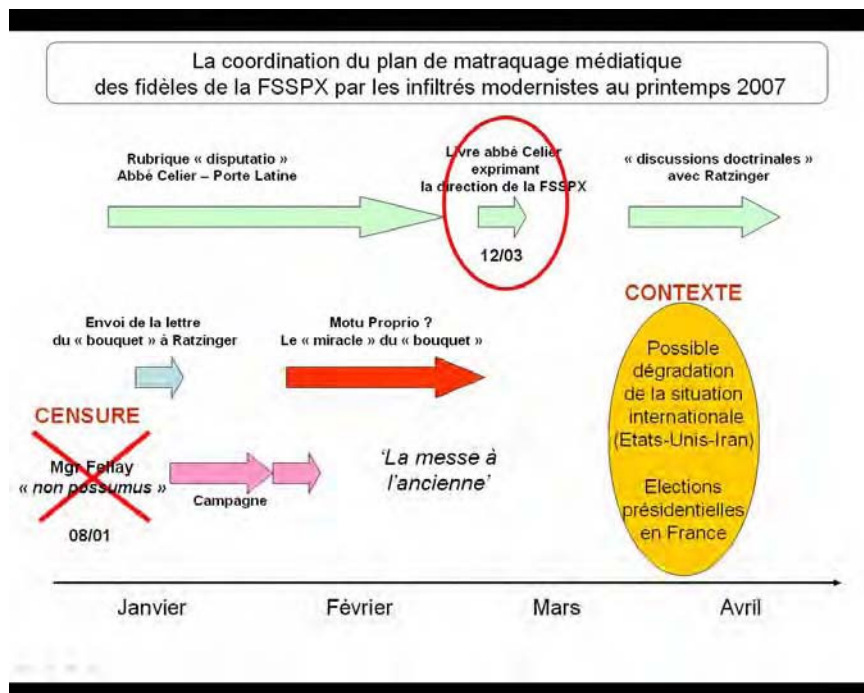 La coordination du plan de matraquage médiatique
des fidèles de la FSSPX par les infiltrés modernistes au printemps 2007
Rubrique « disputatio »
Abbé Celier – Porte Latine
Livre abbé Celier
exprimant
la direction de la FSSPX
12/03
« discussions doctrinales »
avec Ratzinger
Envoi de la lettre
du « bouquet » à Ratzinger
Motu Proprio ?
Le « miracle » du « bouquet »
CONTEXTE
Possible
dégradation
de la situation
internationale
(Etats-Unis-Iran)
Elections
présidentielles
en France
CENSURE
Mgr Fellay
« non possumus »
08/01
Campagne
'La messe à
l'ancienne'
Janvier
Février
Mars
Avril